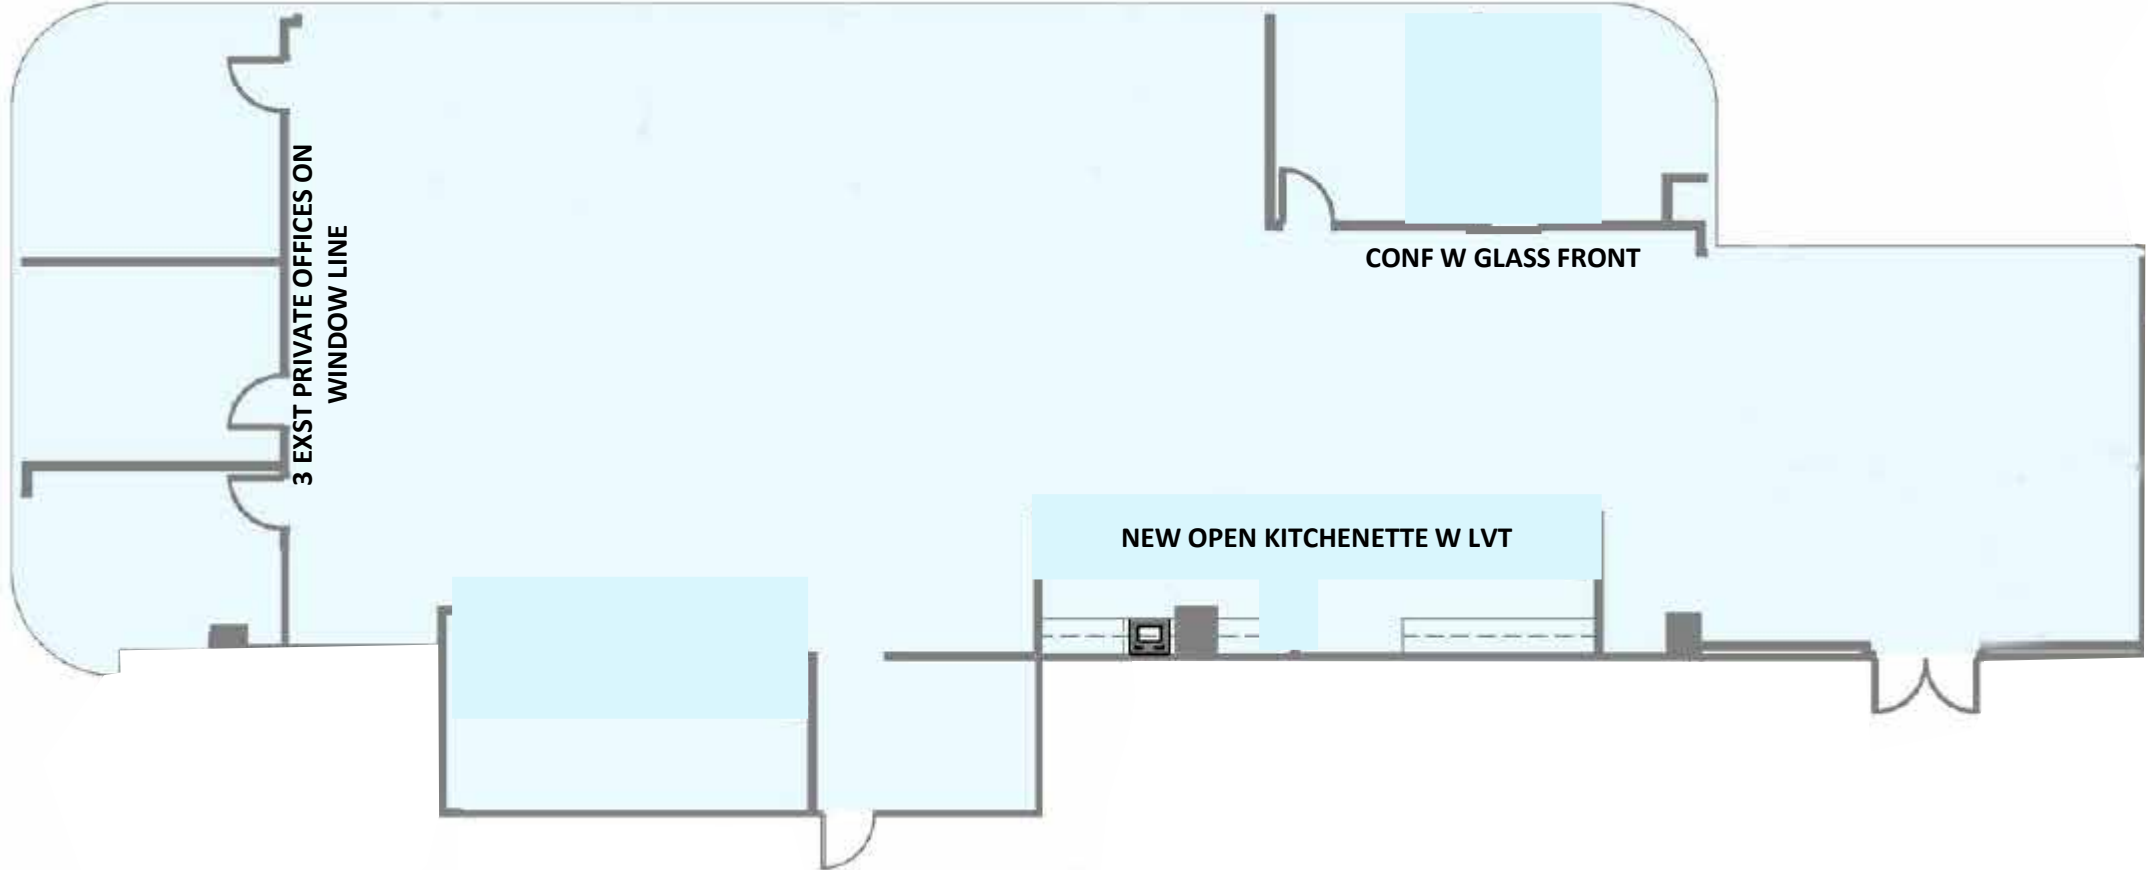 3 EXST PRIVATE OFFICES ON
WINDOW LINE
CONF W GLASS FRONT
NEW OPEN KITCHENETTE W LVT